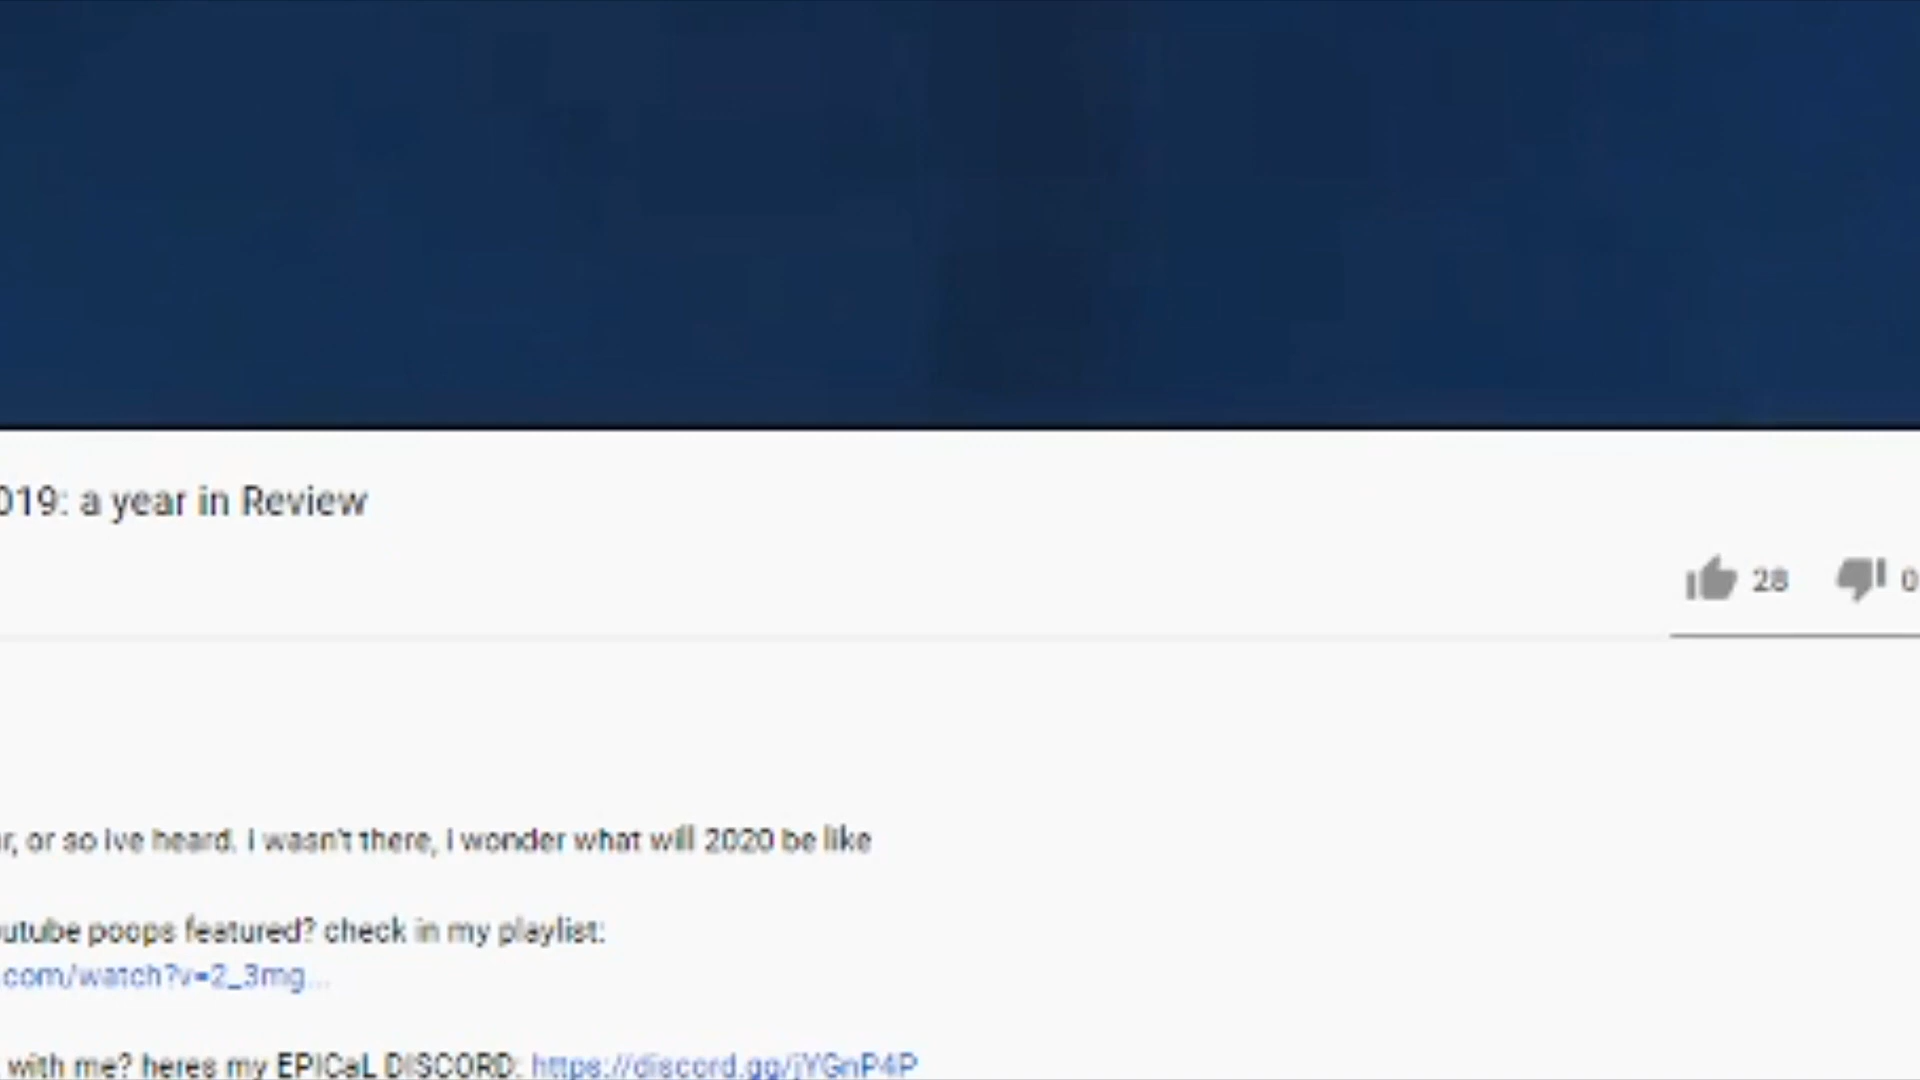 019: a year in Review
28 0
r, or so ive heard. I wasn't there, I wonder what will 2020 be like
utube poops featured? check in my playlist:
.com/watch?v=2_3mg...
with me? heres my EPICaL DISCORD: https://discord.gg/jYGnP4P